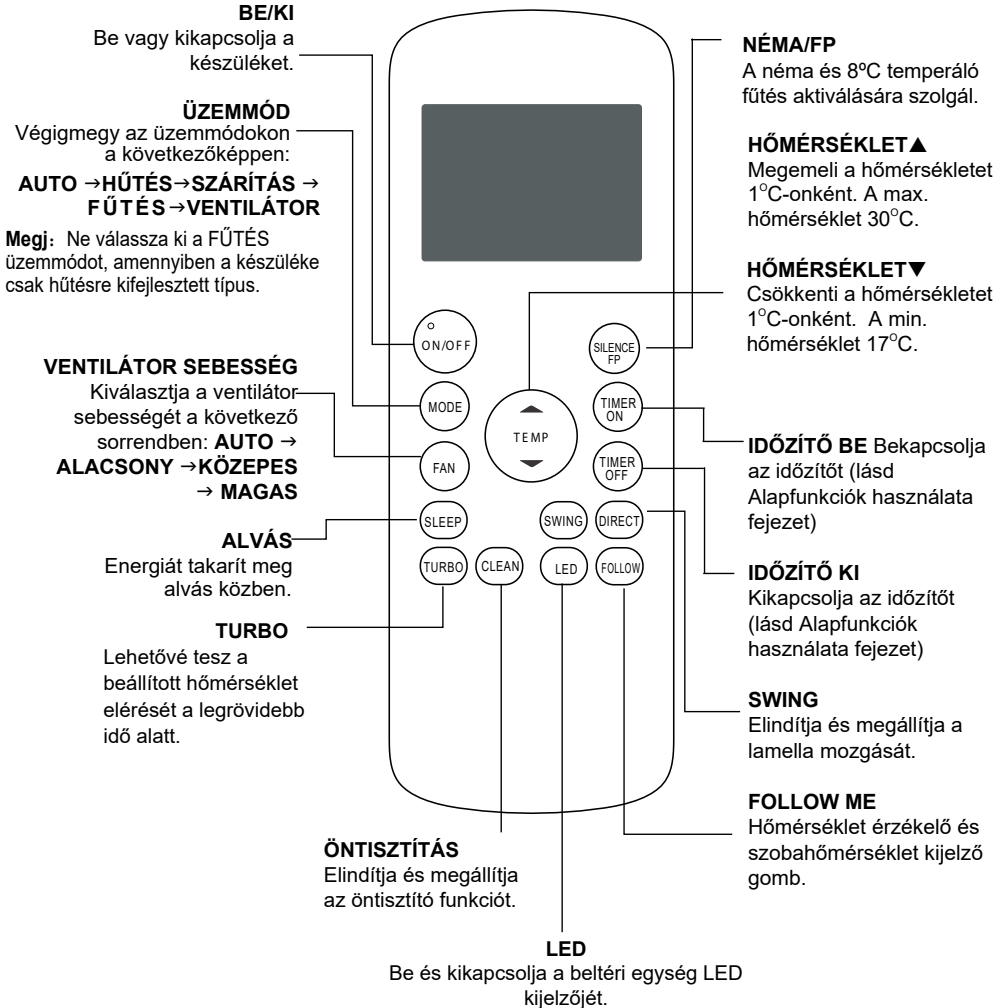 BE/KI
Be vagy kikapcsolja a
készüléket.
ÜZEMMÓD
Végigmegy az üzemmódokon
a következőképpen:
AUTO →HŰTÉS→SZÁRÍTÁS →
FŰTÉS→VENTILÁTOR
Megj： Ne válassza ki a FŰTÉS
üzemmódot, amennyiben a készüléke
csak hűtésre kifejlesztett típus.
VENTILÁTOR SEBESSÉG
Kiválasztja a ventilátor
sebességét a következő
sorrendben: AUTO →
ALACSONY →KÖZEPES
→ MAGAS
ALVÁS
Energiát takarít meg
alvás közben.
TURBO
Lehetővé tesz a
beállított hőmérséklet
elérését a legrövidebb
idő alatt.
ON/OFF
MODE
FAN
SLEEP
TURBO
CLEAN
TEMP
SILENCE
FP
TIMER
ON
TIMER
OFF
SWING
DIRECT
LED
FOLLOW
NÉMA/FP
A néma és 8ºC temperáló
fűtés aktiválására szolgál.
HŐMÉRSÉKLET▲
Megemeli a hőmérsékletet
1°C-onként. A max.
hőmérséklet 30°C.
HŐMÉRSÉKLET▼
Csökkenti a hőmérsékletet
1°C-onként. A min.
hőmérséklet 17°C.
IDŐZÍTŐ BE Bekapcsolja
az időzítőt (lásd
Alapfunkciók használata
fejezet)
IDŐZÍTŐ KI
Kikapcsolja az időzítőt
(lásd Alapfunkciók
használata fejezet)
SWING
Elindítja és megállítja a
lamella mozgását.
FOLLOW ME
Hőmérséklet érzékelő és
szobahőmérséklet kijelző
gomb.
ÖNTISZTÍTÁS
Elindítja és megállítja
az öntisztító funkciót.
LED
Be és kikapcsolja a beltéri egység LED
kijelzőjét.